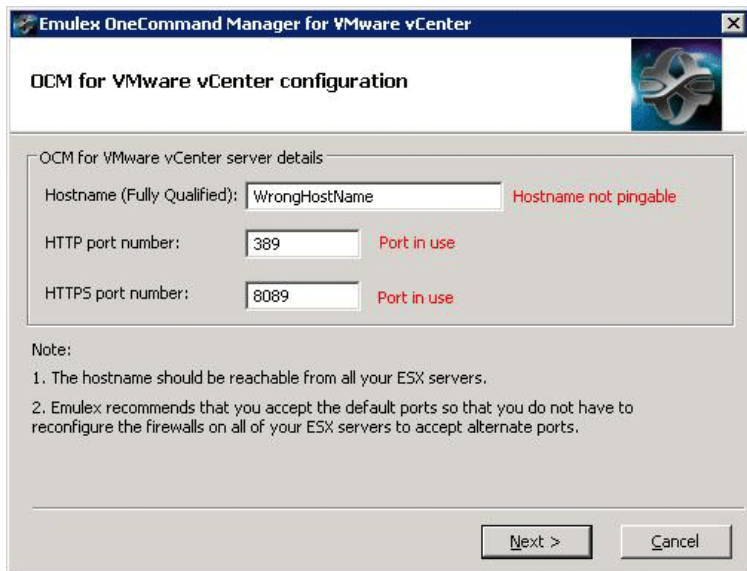 Emulex OneCommand Manager for VMware vCenter
OCM for VMware vCenter configuration
OCM for VMware vCenter server details
Hostname (Fully Qualified): WrongHostName Hostname not pingable
HTTP port number: 389 Port in use
HTTPS port number: 8089 Port in use
Note:
1. The hostname should be reachable from all your ESX servers.
2. Emulex recommends that you accept the default ports so that you do not have to
reconfigure the firewalls on all of your ESX servers to accept alternate ports.
Next > Cancel